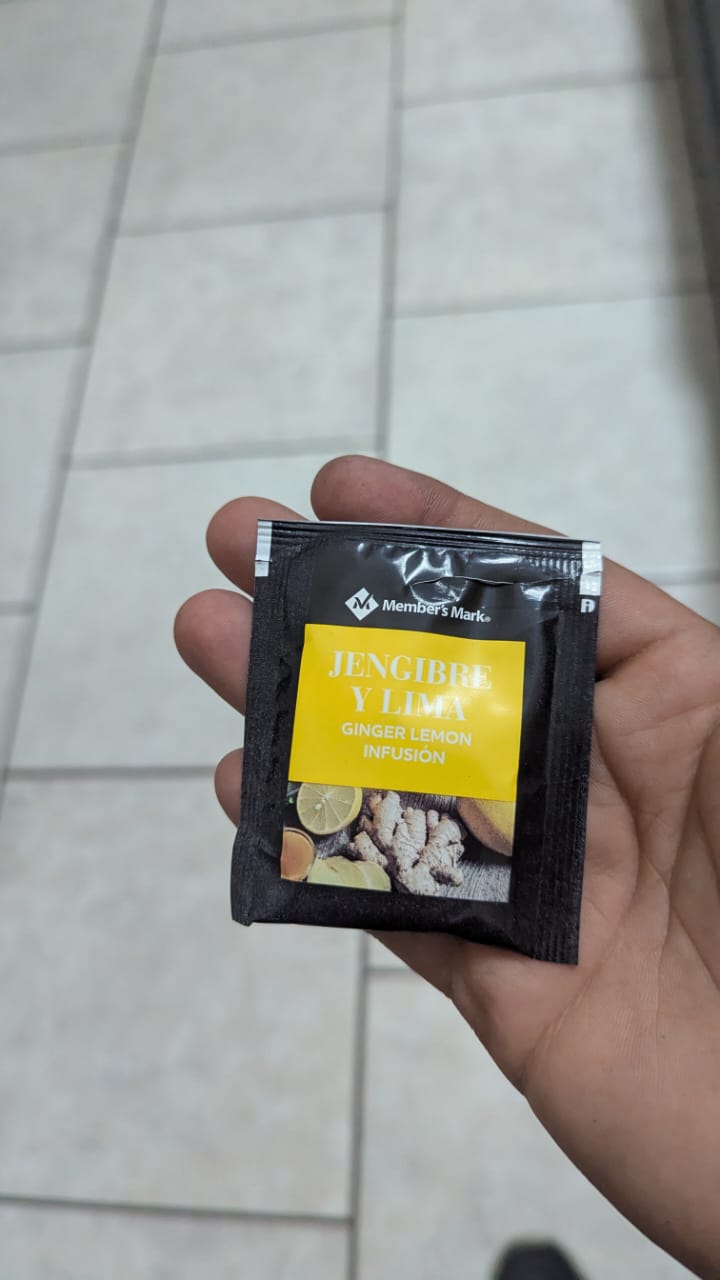 Member's Mark®
JENGIBRE
Y LIMA
GINGER LEMON
INFUSIÓN